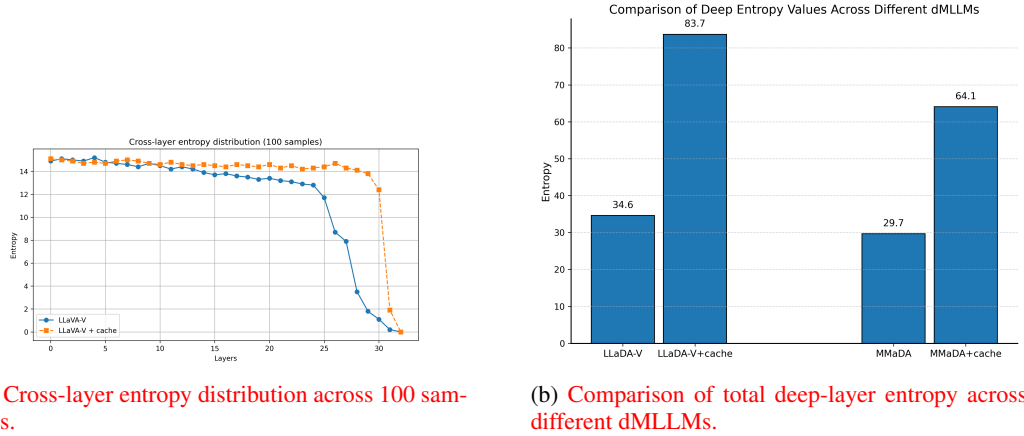 Cross-layer entropy distribution (100 samples)
Entropy
14
12
10
8
6
4
2
0
LLaVA-V
LLaVA-V + cache
0 5 10 15 20 25 30
Layers
Cross-layer entropy distribution across 100 sam-
s.
Comparison of Deep Entropy Values Across Different dMLLMs
Entropy
80
70
60
50
40
30
20
10
0
34.6
83.7
29.7
64.1
LLaDA-V LLaDA-V+cache MMaDA MMaDA+cache
(b) Comparison of total deep-layer entropy across
different dMLLMs.